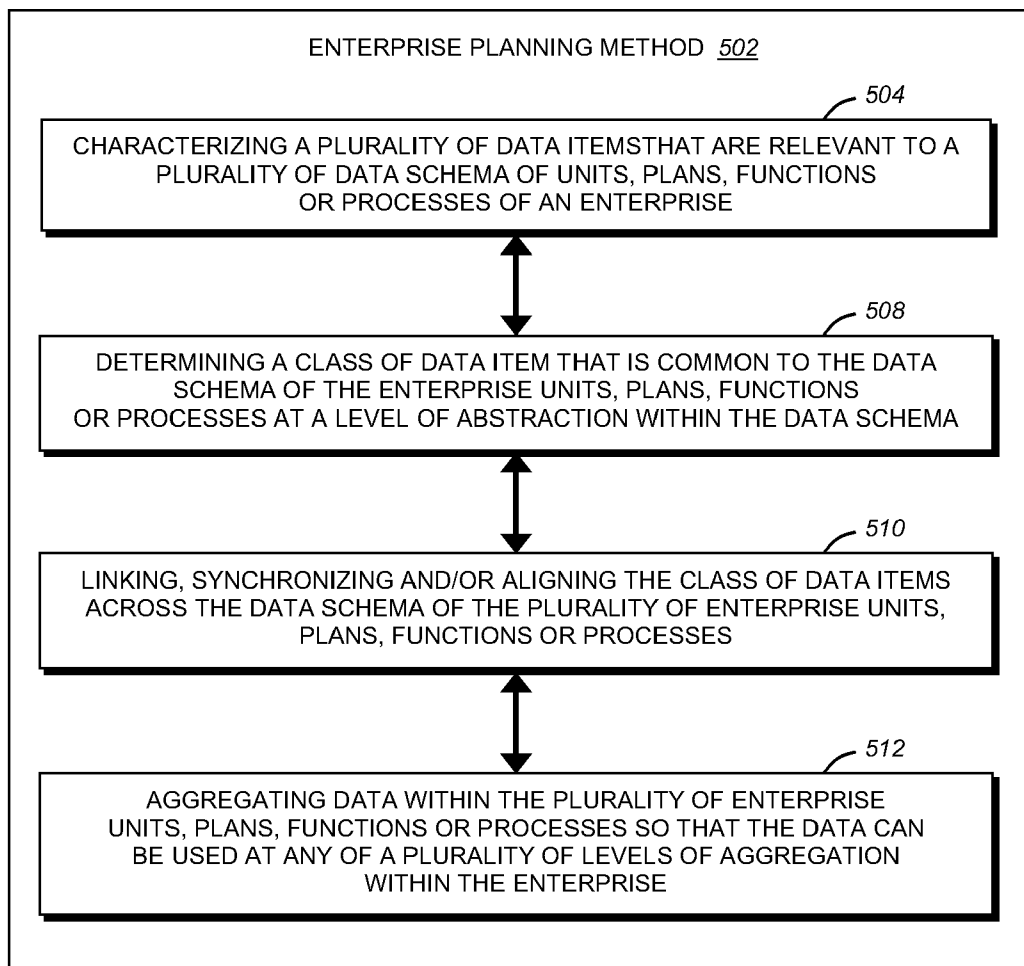 ENTERPRISE PLANNING METHOD 502
504
CHARACTERIZING A PLURALITY OF DATA ITEMSTHAT ARE RELEVANT TO A
PLURALITY OF DATA SCHEMA OF UNITS, PLANS, FUNCTIONS
OR PROCESSES OF AN ENTERPRISE
508
DETERMINING A CLASS OF DATA ITEM THAT IS COMMON TO THE DATA
SCHEMA OF THE ENTERPRISE UNITS, PLANS, FUNCTIONS
OR PROCESSES AT A LEVEL OF ABSTRACTION WITHIN THE DATA SCHEMA
510
LINKING, SYNCHRONIZING AND/OR ALIGNING THE CLASS OF DATA ITEMS
ACROSS THE DATA SCHEMA OF THE PLURALITY OF ENTERPRISE UNITS,
PLANS, FUNCTIONS OR PROCESSES
512
AGGREGATING DATA WITHIN THE PLURALITY OF ENTERPRISE
UNITS, PLANS, FUNCTIONS OR PROCESSES SO THAT THE DATA CAN
BE USED AT ANY OF A PLURALITY OF LEVELS OF AGGREGATION
WITHIN THE ENTERPRISE